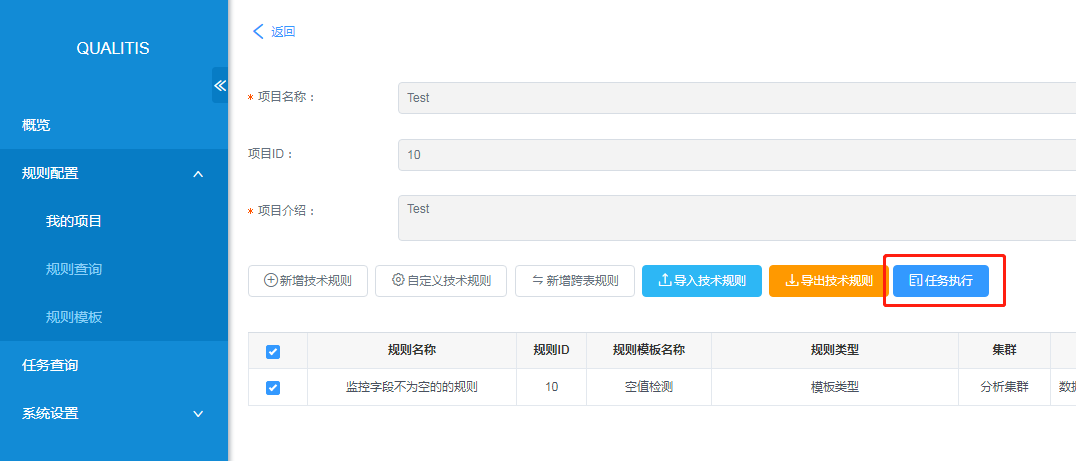 QUALITIS
返回
* 项目名称：
Test
概览
项目ID：
10
规则配置
* 项目介绍：
Test
我的项目
规则查询
规则模板
新增技术规则 自定义技术规则 新增跨表规则 导入技术规则 导出技术规则 任务执行
规则名称 规则ID 规则模板名称 规则类型 集群
任务查询
监控字段不为空的的规则 10 空值检测 模板类型 分析集群
系统设置